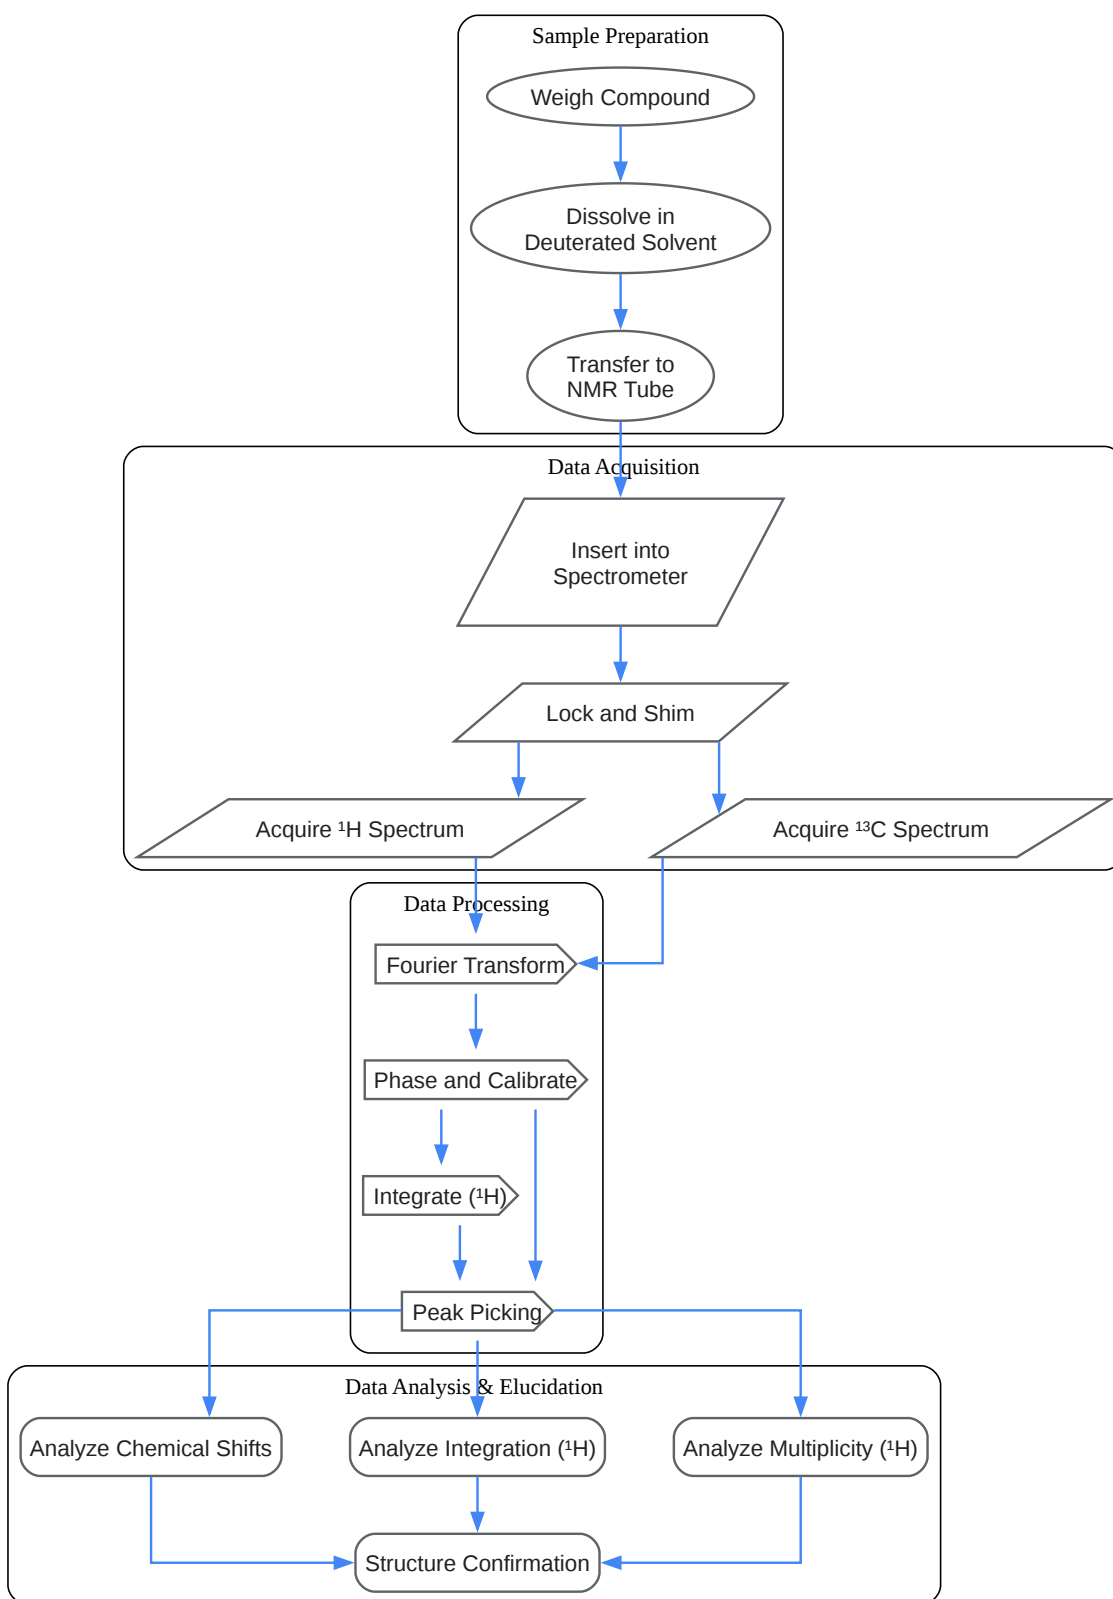 Sample Preparation
Weigh Compound
Dissolve in
Deuterated Solvent
Transfer to
NMR Tube
Data Acquisition
Insert into
Spectrometer
Lock and Shim
Acquire ¹H Spectrum
Acquire ¹³C Spectrum
Data Processing
Fourier Transform
Phase and Calibrate
Integrate (¹H)
Peak Picking
Data Analysis & Elucidation
Analyze Chemical Shifts
Analyze Integration (¹H)
Analyze Multiplicity (¹H)
Structure Confirmation